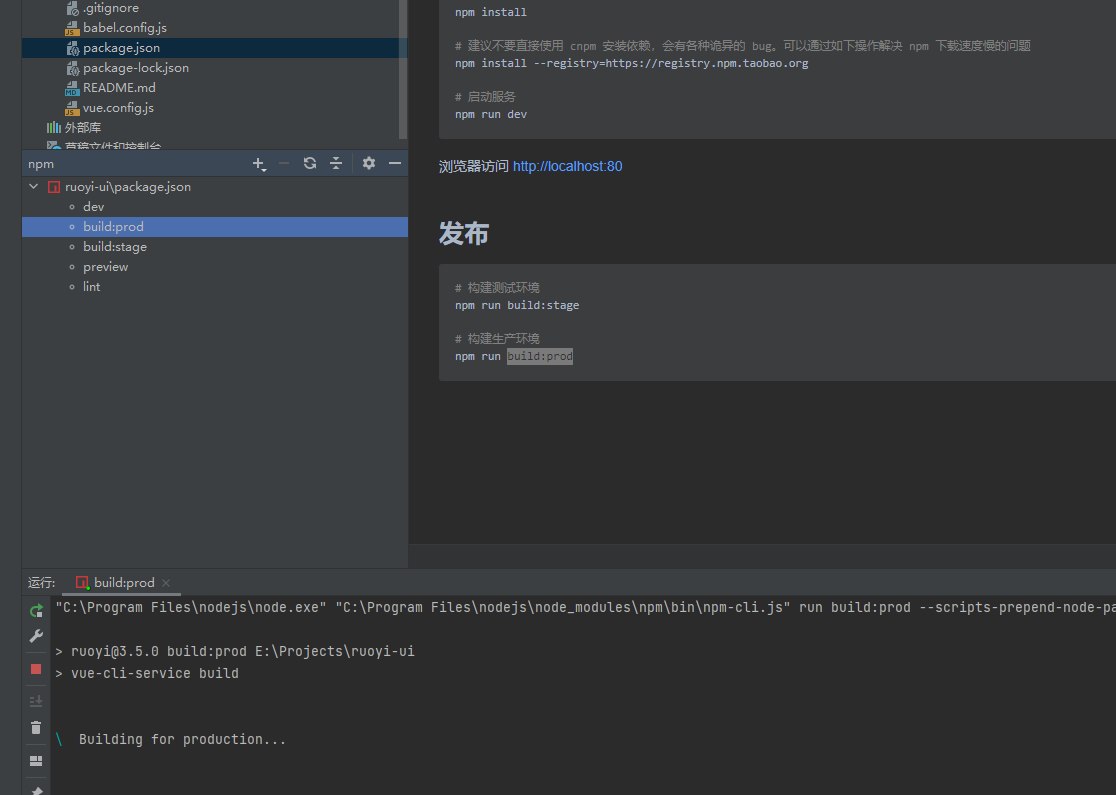 .gitignore
babel.config.js
package.json
package-lock.json
README.md
vue.config.js
外部库
草稿文件和控制台
npm
ruoyi-ui\package.json
dev
build:prod
build:stage
preview
lint
npm install
# 建议不要直接使用 cnpm 安装依赖，会有各种诡异的 bug。可以通过如下操作解决 npm 下载速度慢的问题
npm install --registry=https://registry.npm.taobao.org
# 启动服务
npm run dev
浏览器访问 http://localhost:80
发布
# 构建测试环境
npm run build:stage
# 构建生产环境
npm run build:prod
运行:
build:prod
"C:\Program Files\nodejs\node.exe" "C:\Program Files\nodejs\node_modules\npm\bin\npm-cli.js" run build:prod --scripts-prepend-node-pa
> ruoyi@3.5.0 build:prod E:\Projects\ruoyi-ui
> vue-cli-service build
\  Building for production...